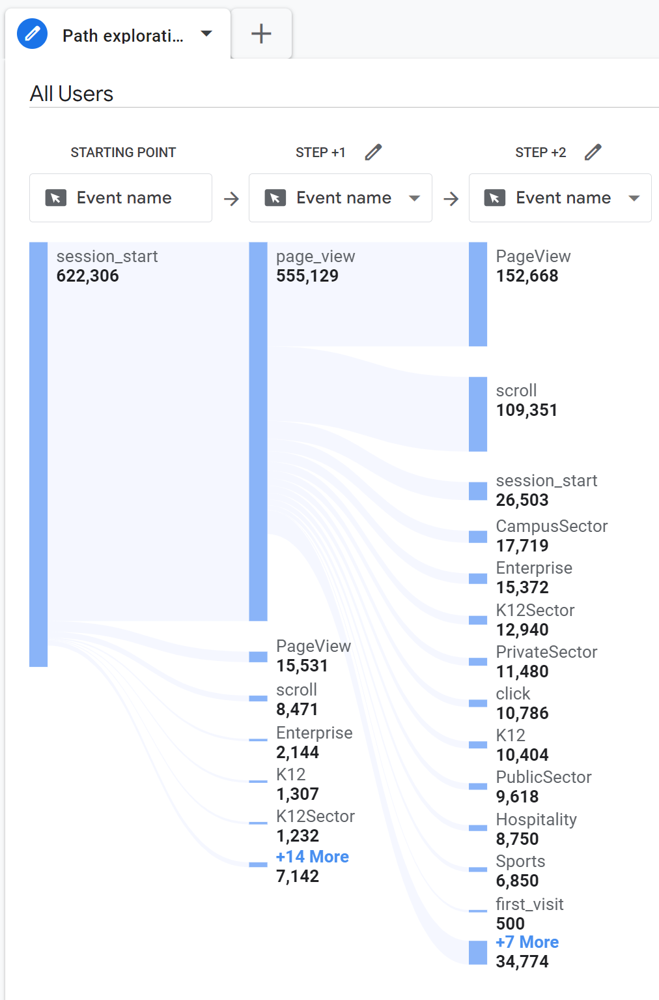 Path explorati...
All Users
STARTING POINT
STEP +1
STEP +2
Event name
Event name
Event name
session_start
622,306
page_view
555,129
PageView
15,531
scroll
8,471
Enterprise
2,144
K12
1,307
K12Sector
1,232
+14 More
7,142
PageView
152,668
scroll
109,351
session_start
26,503
CampusSector
17,719
Enterprise
15,372
K12Sector
12,940
PrivateSector
11,480
click
10,786
K12
10,404
PublicSector
9,618
Hospitality
8,750
Sports
6,850
first_visit
500
+7 More
34,774